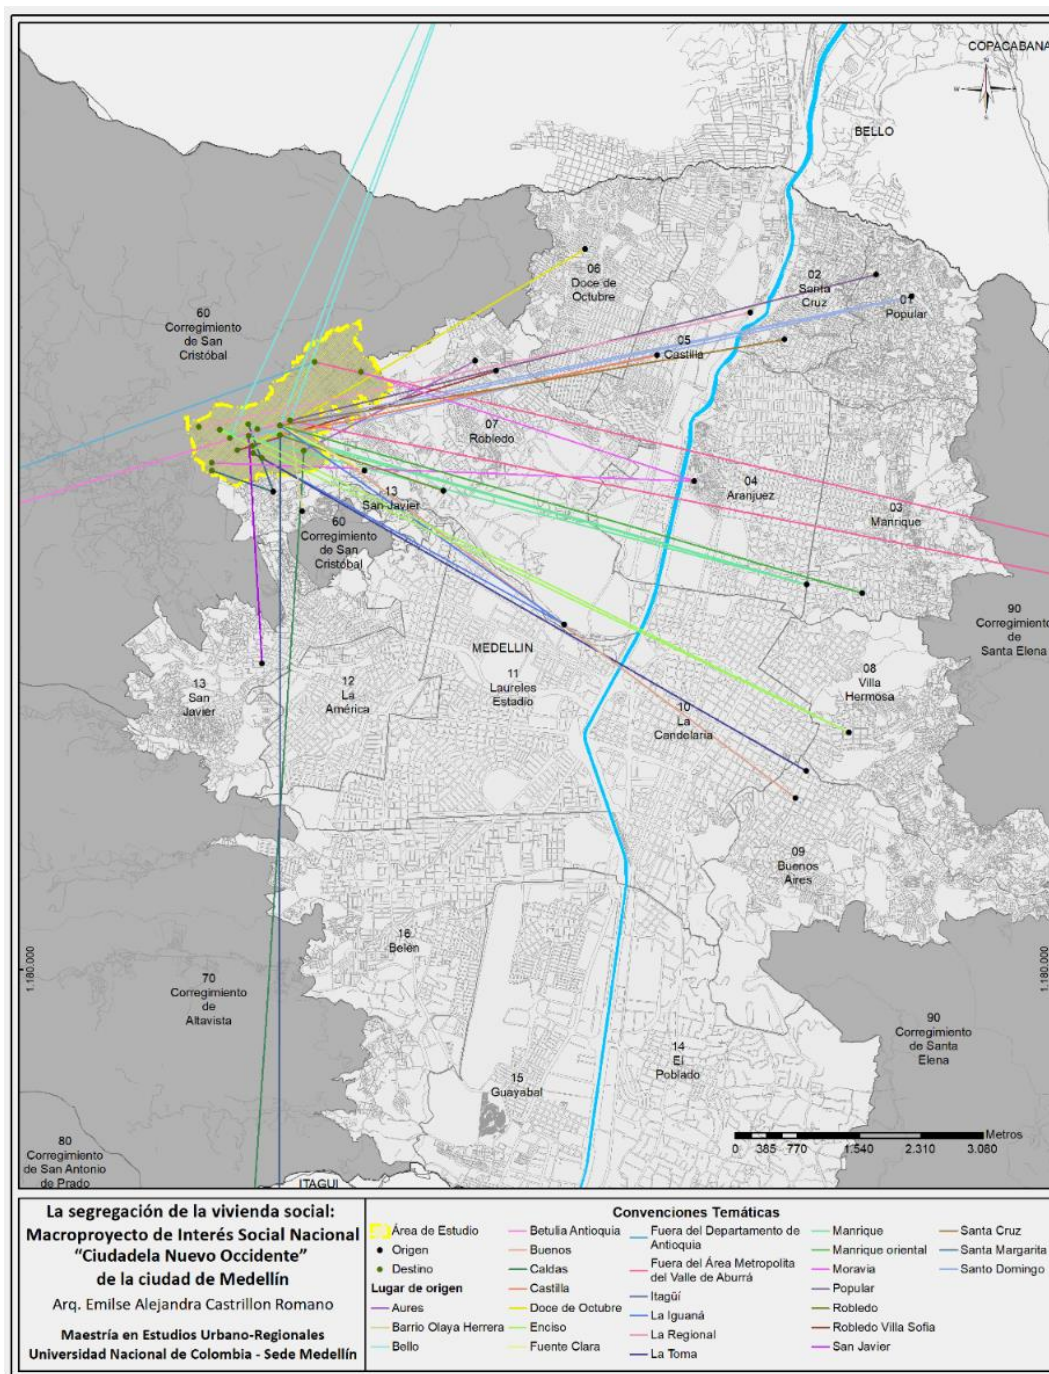 COPACABANA
N
W
E
S
BELLO
06
Doce de
Octubre
02
Santa
Cruz
01
Popular
60
Corregimiento
de San
Cristóbal
05
Castilla
07
Robledo
04
Aranjuez
03
Manrique
13
San Javier
60
Corregimiento
de San
Cristóbal
90
Corregimiento
de
Santa Elena
MEDELLIN
11
Laureles
Estadio
12
La
América
13
San
Javier
08
Villa
Hermosa
10
La
Candelaria
09
Buenos
Aires
16
Belén
1.180.000
1.180.000
70
Corregimiento
de
Altavista
90
Corregimiento
de Santa
Elena
14
El
Poblado
15
Guayabal
80
Corregimiento
de San Antonio
de Prado
ITAGUI
Metros
0 385 770 1.540 2.310 3.080
La segregación de la vivienda social:
Macroproyecto de Interés Social Nacional
“Ciudadela Nuevo Occidente”
de la ciudad de Medellín
Arq. Emilse Alejandra Castrillon Romano
Maestría en Estudios Urbano-Regionales
Universidad Nacional de Colombia - Sede Medellín
Convenciones Temáticas
Área de Estudio
Origen
Destino
Lugar de origen
Aures
Barrio Olaya Herrera
Bello
Betulia Antioquia
Buenos
Caldas
Castilla
Doce de Octubre
Enciso
Fuente Clara
Fuera del Departamento de
Antioquia
Fuera del Área Metropolita
del Valle de Aburrá
Itagüí
La Iguaná
La Regional
La Toma
Manrique
Manrique oriental
Moravia
Popular
Robledo
Robledo Villa Sofia
San Javier
Santa Cruz
Santa Margarita
Santo Domingo